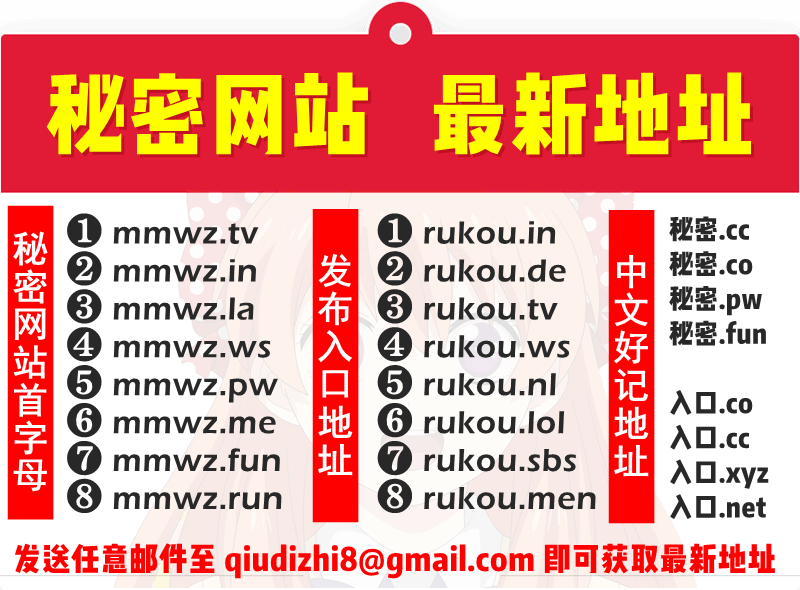 秘密网站 最新地址
秘密网站首字母
❶ mmwz.tv
❷ mmwz.in
❸ mmwz.la
❹ mmwz.ws
❺ mmwz.pw
❻ mmwz.me
❼ mmwz.fun
❽ mmwz.run
发布入口地址
❶ rukou.in
❷ rukou.de
❸ rukou.tv
❹ rukou.ws
❺ rukou.nl
❻ rukou.lol
❼ rukou.sbs
❽ rukou.men
中文好记地址
秘密.cc
秘密.co
秘密.pw
秘密.fun
入口.co
入口.cc
入口.xyz
入口.net
发送任意邮件至 qiudizhi8@gmail.com 即可获取最新地址